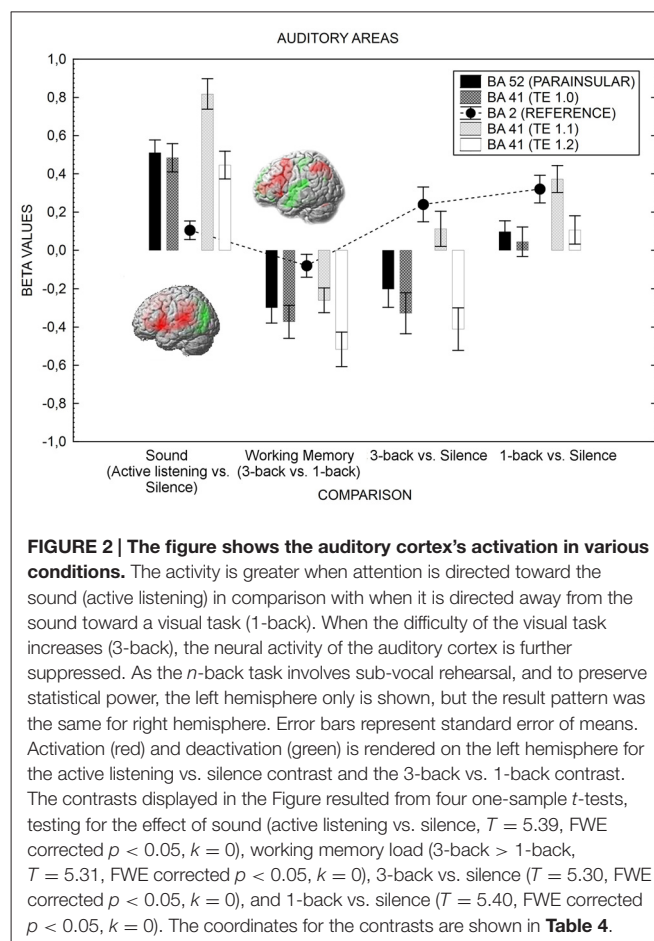 AUDITORY AREAS
1,0
0,8
0,6
0,4
0,2
0,0
-0,2
-0,4
-0,6
-0,8
-1,0
BETA VALUES
BA 52 (PARAINSULAR)
BA 41 (TE 1.0)
BA 2 (REFERENCE)
BA 41 (TE 1.1)
BA 41 (TE 1.2)
Sound
(Active listening vs.
Silence)
Working Memory
(3-back vs. 1-back)
3-back vs. Silence
1-back vs. Silence
COMPARISON
FIGURE 2 | The figure shows the auditory cortex's activation in various
conditions. The activity is greater when attention is directed toward the
sound (active listening) in comparison with when it is directed away from the
sound toward a visual task (1-back). When the difficulty of the visual task
increases (3-back), the neural activity of the auditory cortex is further
suppressed. As the n-back task involves sub-vocal rehearsal, and to preserve
statistical power, the left hemisphere only is shown, but the result pattern was
the same for right hemisphere. Error bars represent standard error of means.
Activation (red) and deactivation (green) is rendered on the left hemisphere for
the active listening vs. silence contrast and the 3-back vs. 1-back contrast.
The contrasts displayed in the Figure resulted from four one-sample t-tests,
testing for the effect of sound (active listening vs. silence, T = 5.39, FWE
corrected p < 0.05, k = 0), working memory load (3-back > 1-back,
T = 5.31, FWE corrected p < 0.05, k = 0), 3-back vs. silence (T = 5.30, FWE
corrected p < 0.05, k = 0), and 1-back vs. silence (T = 5.40, FWE corrected
p < 0.05, k = 0). The coordinates for the contrasts are shown in Table 4.